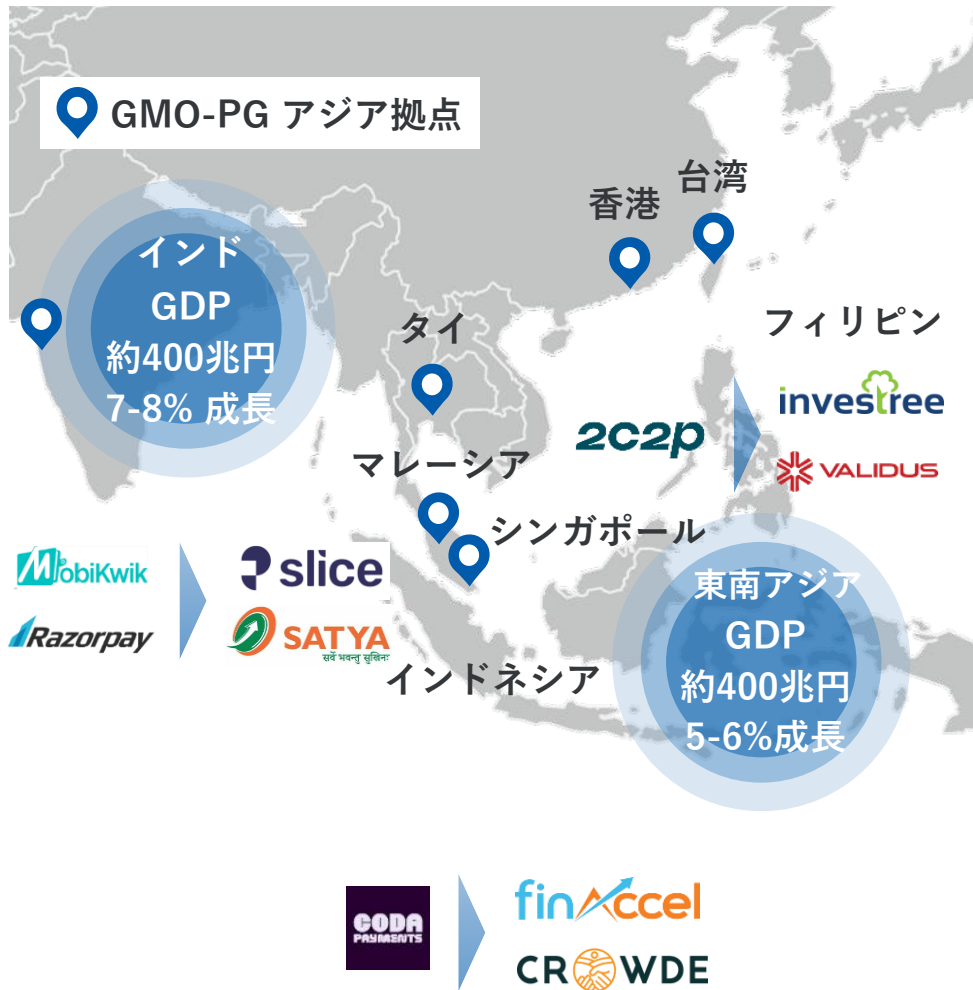 GMO-PG アジア拠点
台湾
香港
インド
GDP
約400兆円
7-8% 成長
タイ
フィリピン
investree
2c2p
VALIDUS
マレーシア
シンガポール
MobiKwik
slice
Razorpay
SATYA
सर्वे भवन्तु सुखिनः
インドネシア
東南アジア
GDP
約400兆円
5-6%成長
CODA
PAYMENTS
finAccel
CROWDE